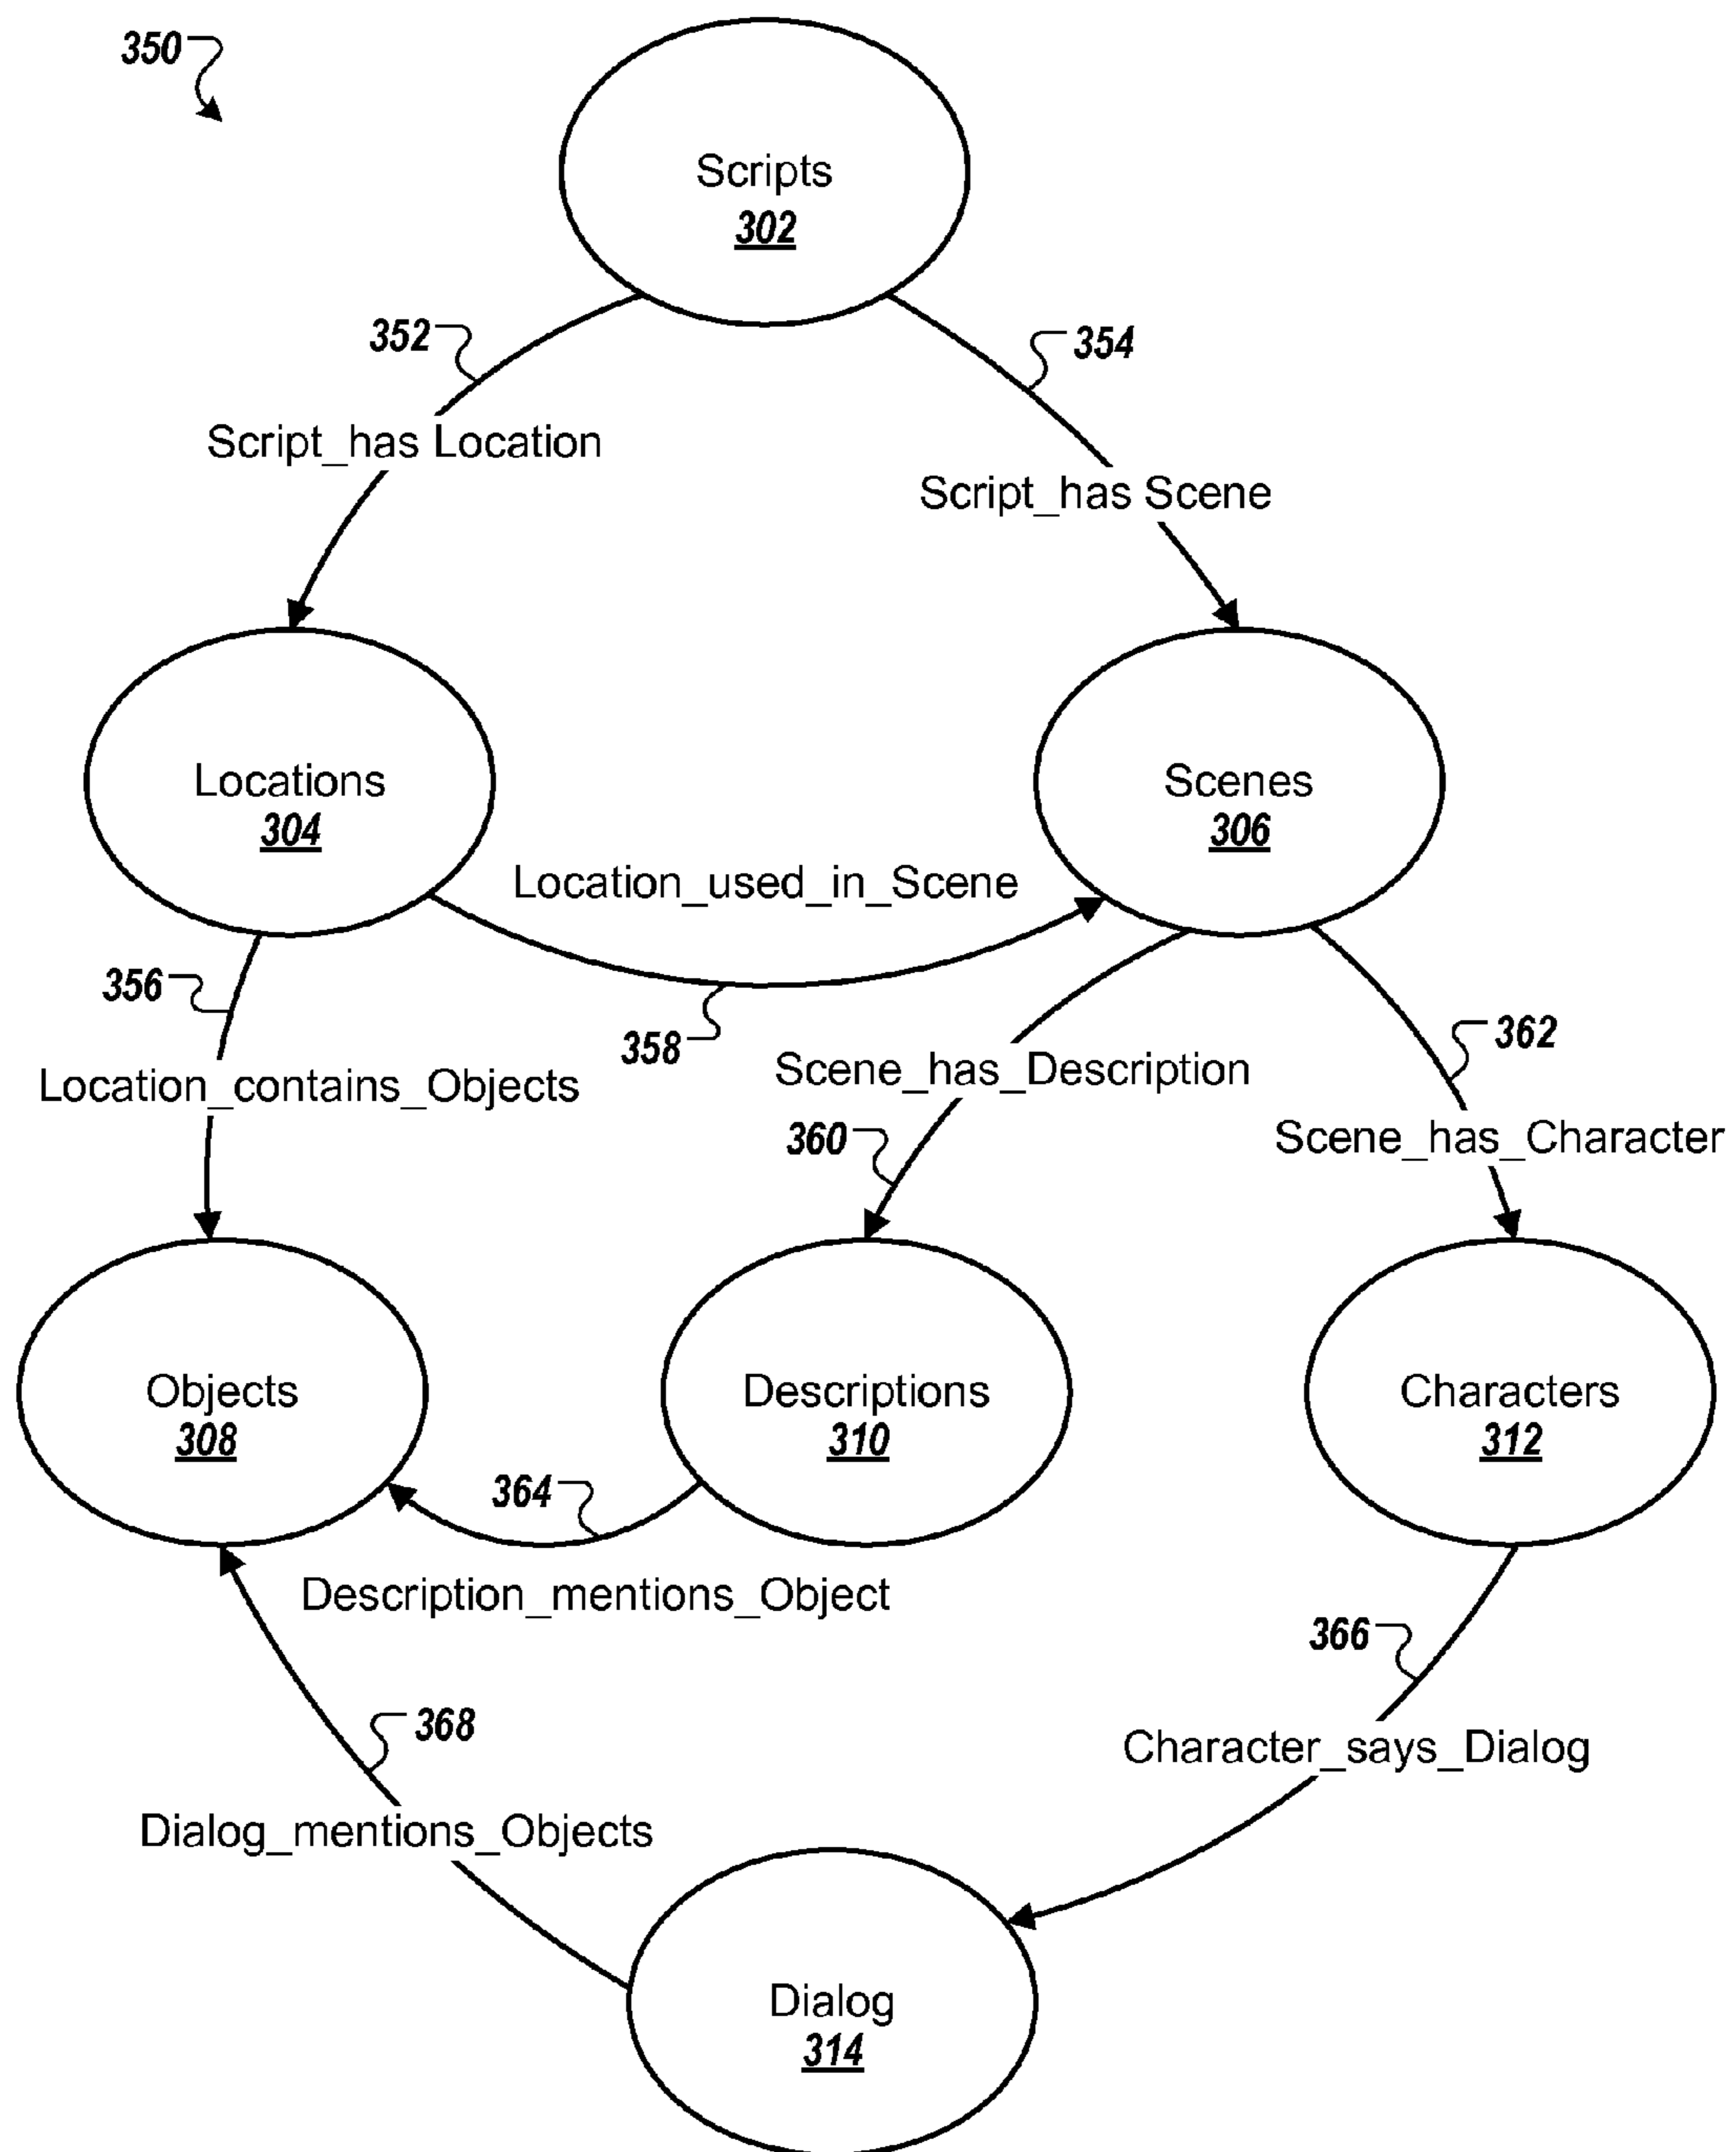 350
Scripts
302
352
354
Script_has Location
Script_has Scene
Locations
304
Scenes
306
Location_used_in_Scene
356
358
Scene_has_Description
362
Location_contains_Objects
360
Scene_has_Character
Objects
308
Descriptions
310
Characters
312
364
Description_mentions_Object
366
368
Character_says_Dialog
Dialog_mentions_Objects
Dialog
314